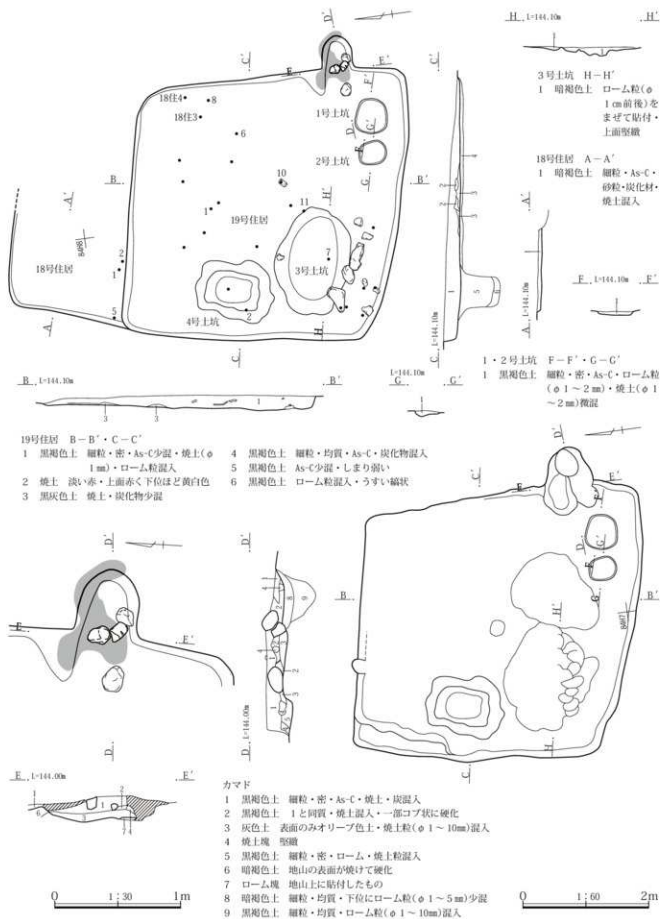 D'
H L=144.10m H'
C' C'
E E'
F'
18住4 8
18住3
1号土坑
D G'
6
2号土坑
F
3号土坑 H－H'
1 暗褐色土 ローム粒(φ
1㎝前後)を
まぜて貼付・
上面堅緻
18号住居 A－A'
1 暗褐色土 細粒・As-C・
砂粒・炭化材・
焼土混入
B 10 G B'
H'
A' A'
1 11
19号住居
8488
2
18号住居
1
7
3号土坑
5
4号土坑 2
A H
C C
L=144.10m
L=144.10m
A
F F'
L=144.10m
1・2号土坑 F－F'・G－G'
1 黒褐色土 細粒・密・As-C・ローム粒
(φ1～2㎜)・焼土(φ1
～2㎜)微混
B L=144.10m B'
G G'
L=144.10m
1
3 3
19号住居 B－B'・C－C'
1 黒褐色土 細粒・密・As-C少混・焼土(φ
1㎜)・ローム粒混入
2 焼土 淡い赤・上面赤く下位ほど黄白色
3 黒灰色土 焼土・炭化物少混
4 黒褐色土 細粒・均質・As-C・炭化物混入
5 黒褐色土 As-C少混・しまり弱い
6 黒褐色土 ローム粒混入・うすい縞状
D'
C'
E E'
F
D G'
F
G
B B'
H'
8487
H
C
D' D'
E E'
D D
L=144.00m
E L=144.00m E'
カマド
1 黒褐色土 細粒・密・As-C・焼土・炭混入
2 黒褐色土 1と同質・焼土混入・一部コブ状に硬化
3 灰色土 表面のみオリーブ色土・焼土粒(φ1～10㎜)混入
4 焼土塊 堅緻
5 黒褐色土 細粒・密・ローム・焼土粒混入
6 暗褐色土 地山の表面が焼けて硬化
7 ローム塊 地山上に貼付したもの
8 暗褐色土 細粒・均質・下位にローム粒(φ1～5㎜)少混
9 黒褐色土 細粒・均質・ローム粒(φ1～10㎜)混入
0 1:30 1m
0 1:60 2m